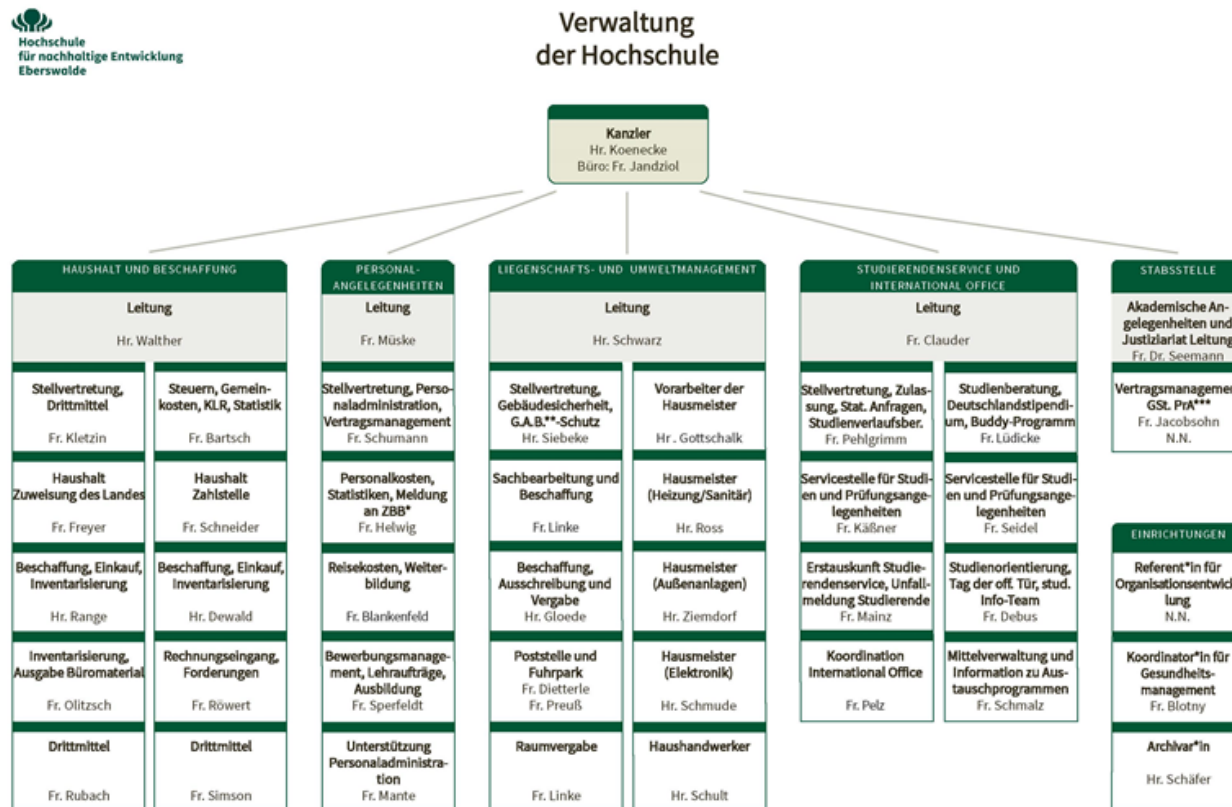 Hochschule
für nachhaltige Entwicklung
Eberswalde
Verwaltung
der Hochschule
Kanzler
Hr. Koenecke
Büro: Fr. Jandziol
HAUSHALT UND BESCHAFFUNG
Leitung
Hr. Walther
Stellvertretung,
Drittmittel
Fr. Kletzin
Steuern, Gemein-
kosten, KLR, Statistik
Fr. Bartsch
Haushalt
Zuweisung des Landes
Fr. Freyer
Haushalt
Zahlstelle
Fr. Schneider
Beschaffung, Einkauf,
Inventarisierung
Hr. Range
Beschaffung, Einkauf,
Inventarisierung
Hr. Dewald
Inventarisierung,
Ausgabe Büromaterial
Fr. Olitzsch
Rechnungseingang,
Forderungen
Fr. Röwert
Drittmittel
Fr. Rubach
Drittmittel
Fr. Simson
PERSONAL-
ANGELEGENHEITEN
Leitung
Fr. Müske
Stellvertretung, Perso-
naladministration,
Vertragsmanagement
Fr. Schumann
Personalkosten,
Statistiken, Meldung
an ZBB*
Fr. Helwig
Reisekosten, Weiter-
bildung
Fr. Blankenfeld
Bewerbungsmanage-
ment, Lehraufträge,
Ausbildung
Fr. Sperfeldt
Unterstützung
Personaladministra-
tion
Fr. Mante
LIEGENSCHAFTS- UND UMWELTMANAGEMENT
Leitung
Hr. Schwarz
Stellvertretung,
Gebäudesicherheit,
G.A.B.**-Schutz
Hr. Siebeke
Vorarbeiter der
Hausmeister
Hr. Gottschalk
Sachbearbeitung und
Beschaffung
Fr. Linke
Hausmeister
(Heizung/Sanitär)
Hr. Ross
Beschaffung,
Ausschreibung und
Vergabe
Hr. Gloede
Hausmeister
(Außenanlagen)
Hr. Ziemdorf
Poststelle und
Fuhrpark
Fr. Dietterle
Fr. Preuß
Hausmeister
(Elektronik)
Hr. Schmude
Raumvergabe
Fr. Linke
Haushandwerker
Hr. Schult
STUDIERENDENSERVICE UND
INTERNATIONAL OFFICE
Leitung
Fr. Clauder
Stellvertretung, Zulas-
sung, Stat. Anfragen,
Studienverlaufsber.
Fr. Pehlgrimm
Studienberatung,
Deutschlandstipendi-
um, Buddy-Programm
Fr. Lüdicke
Servicestelle für Studi-
en und Prüfungsange-
legenheiten
Fr. Käßner
Servicestelle für Studi-
en und Prüfungsange-
legenheiten
Fr. Seidel
Erstauskunft Studie-
rendenservice, Unfall-
meldung Studierende
Fr. Mainz
Studienorientierung,
Tag der off. Tür, stud.
Info-Team
Fr. Debus
Koordination
International Office
Fr. Pelz
Mittelverwaltung und
Information zu Aus-
tauschprogrammen
Fr. Schmalz
STABSSTELLE
Akademische An-
gelegenheiten und
Justiziariat Leitung
Fr. Dr. Seemann
Vertragsmanagemen
GSt. PrA***
Fr. Jacobsohn
N.N.
EINRICHTUNGEN
Referent*in für
Organisationsentwick
lung
N.N.
Koordinator*in für
Gesundheits-
management
Fr. Blotny
Archivar*in
Hr. Schäfer